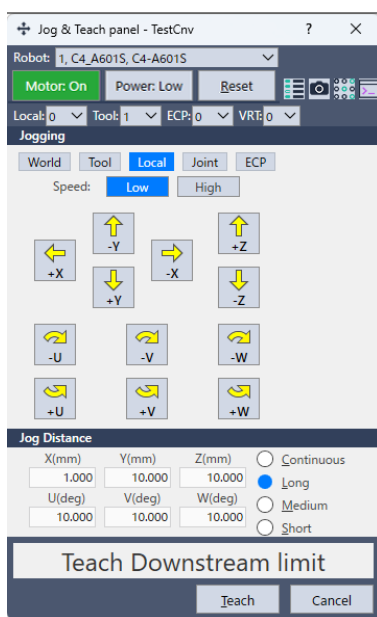 Jog & Teach panel - TestCnv ? ×
Robot: 1, C4_A601S, C4-A601S
Motor: On Power: Low Reset
Local: 0 Tool: 1 ECP: 0 VRT: 0
Jogging
World Tool Local Joint ECP
Speed: Low High
-Y +Z
+X -X
+Y -Z
-U -V -W
+U +V +W
Jog Distance
X(mm) Y(mm) Z(mm) Continuous
1.000 10.000 10.000 Long
U(deg) V(deg) W(deg) Medium
10.000 10.000 10.000 Short
Teach Downstream limit
Teach Cancel